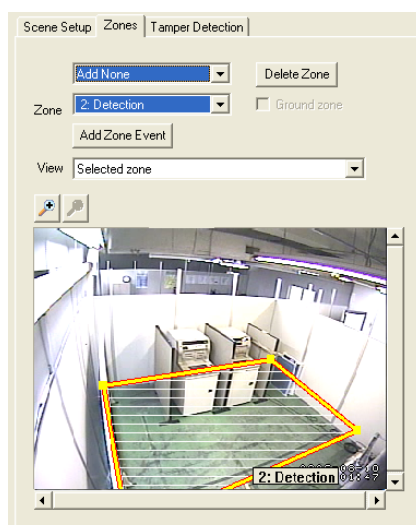 Scene Setup Zones Tamper Detection
Add None Delete Zone
Zone 2: Detection Ground zone
Add Zone Event
View Selected zone
2: Detection